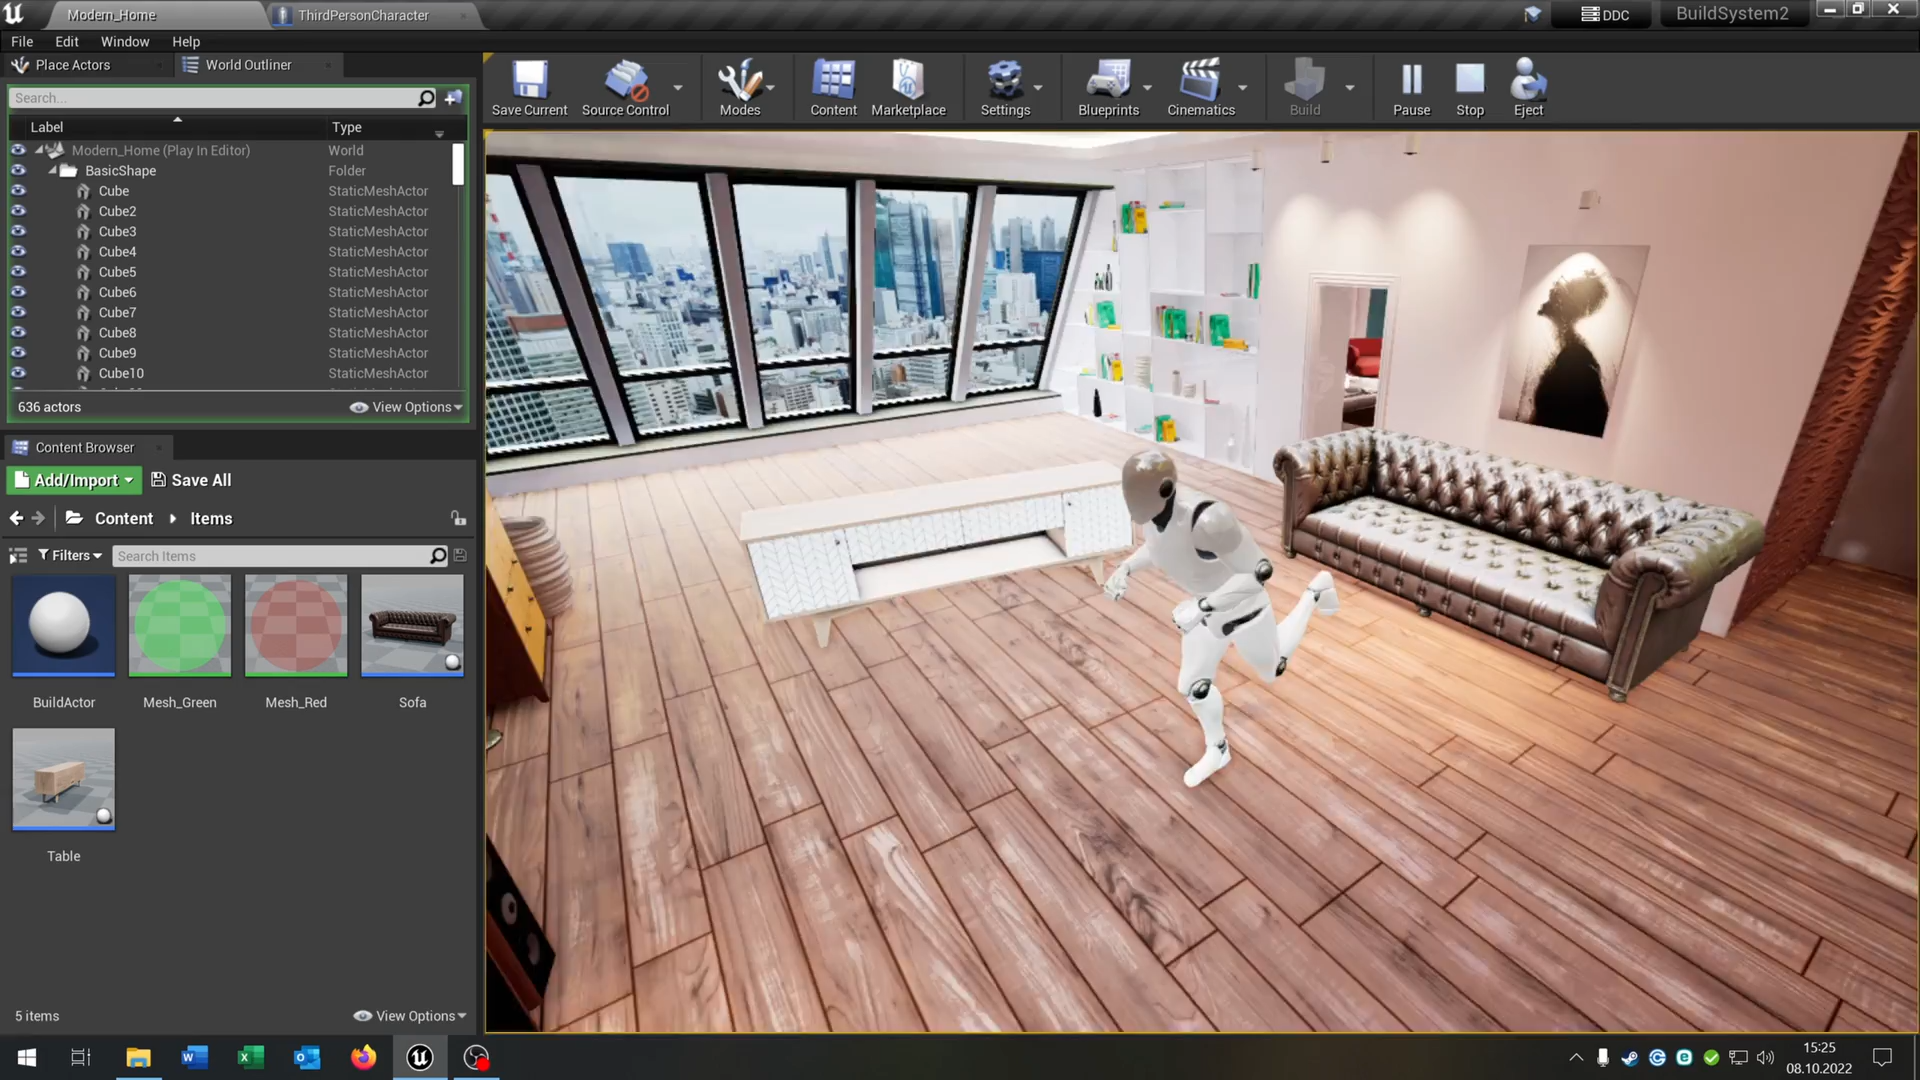 Modern_Home
ThirdPersonCharacter
DDC
BuildSystem2
File Edit Window Help
Place Actors
World Outliner
Save Current
Source Control
Modes
Content
Marketplace
Settings
Blueprints
Cinematics
Build
Pause
Stop
Eject
Search...
Label Type
Modern_Home (Play In Editor) World
BasicShape Folder
Cube StaticMeshActor
Cube2 StaticMeshActor
Cube3 StaticMeshActor
Cube4 StaticMeshActor
Cube5 StaticMeshActor
Cube6 StaticMeshActor
Cube7 StaticMeshActor
Cube8 StaticMeshActor
Cube9 StaticMeshActor
Cube10 StaticMeshActor
636 actors
View Options
Content Browser
Add/Import
Save All
Content
Items
Filters
Search Items
BuildActor
Mesh_Green
Mesh_Red
Sofa
Table
5 items
View Options
15:25
08.10.2022